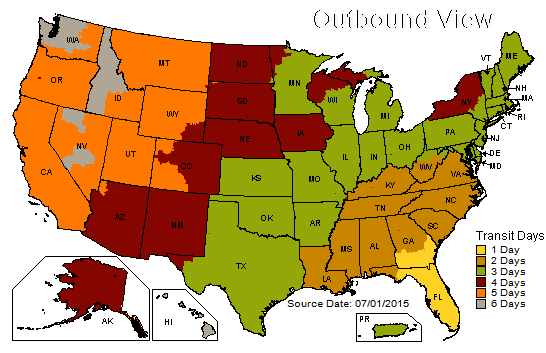 Outbound View
WA
VT
ME
MT
ND
MN
OR
NH
ID
SD
WI
NY
MA
MI
WY
RI
CT
IA
PA
NE
NJ
NV
OH
IL
IN
DE
UT
CO
WV
MD
CA
VA
KS
MO
KY
NC
TN
OK
AZ
NM
AR
SC
MS
AL
GA
TX
LA
FL
Transit Days
1 Day
2 Days
3 Days
4 Days
5 Days
6 Days
Source Date: 07/01/2015
AK
HI
PR